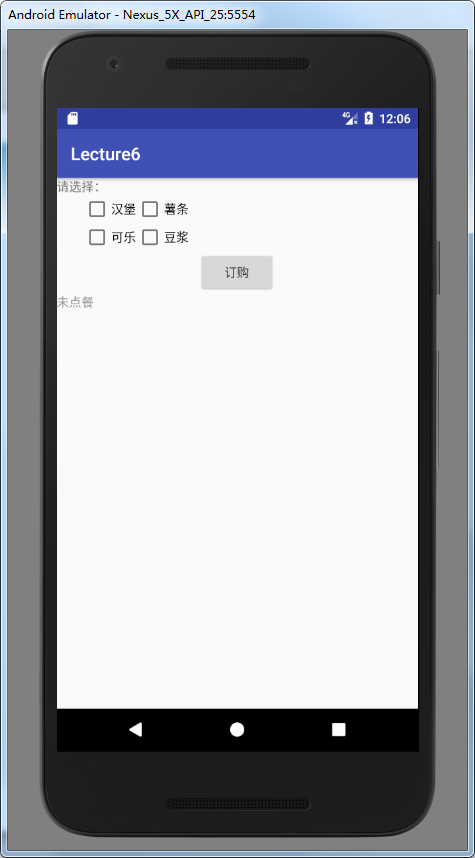 Android Emulator - Nexus_5X_API_25:5554
4G 12:06
Lecture6
请选择：
汉堡 薯条
可乐 豆浆
订购
未点餐